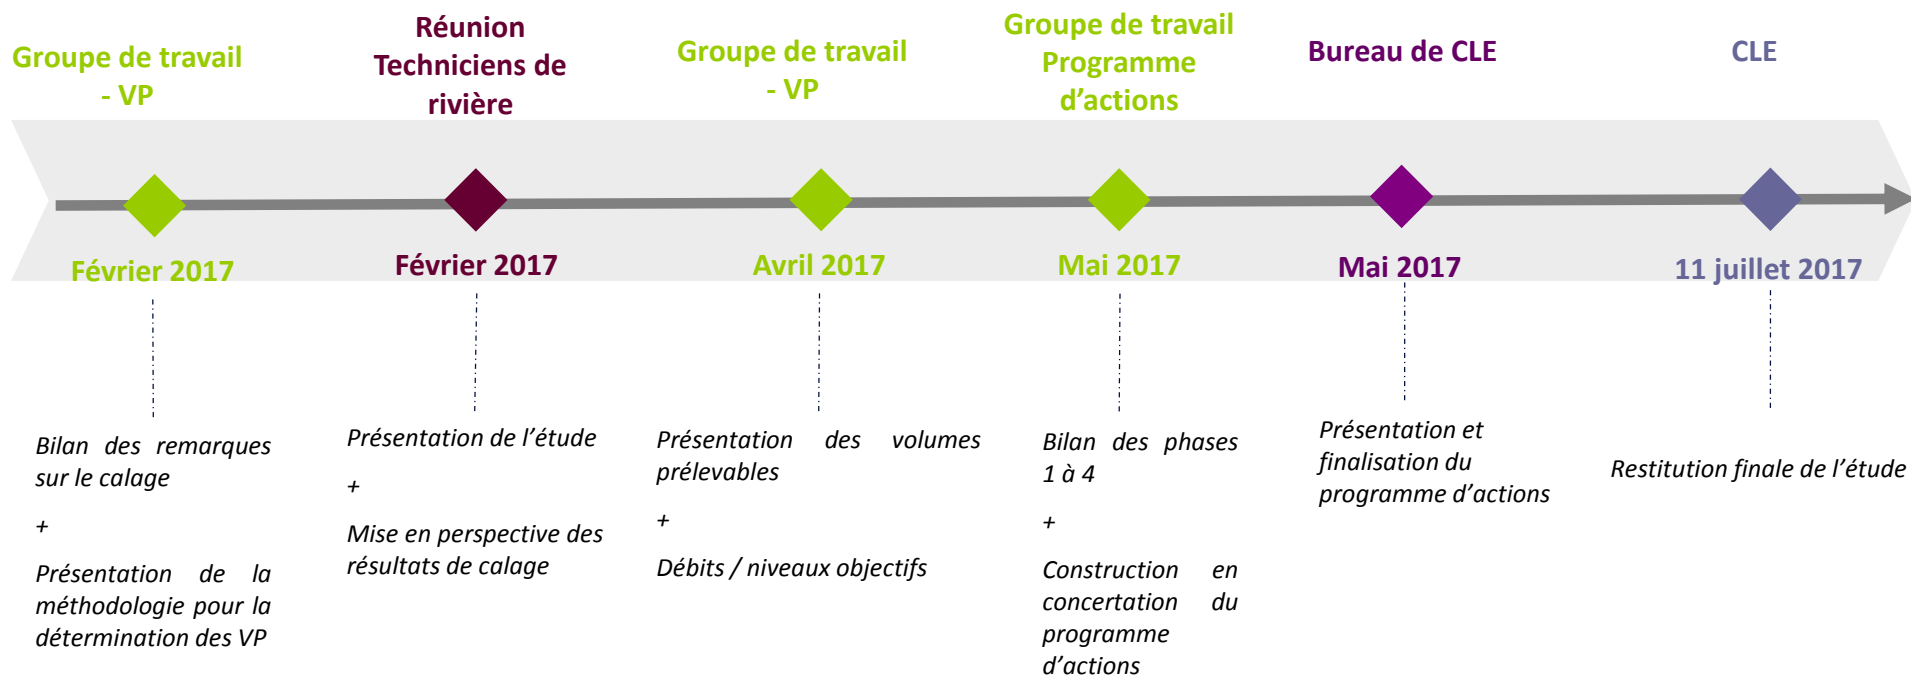 Groupe de travail
- VP
Réunion
Techniciens de
rivière
Groupe de travail
- VP
Groupe de travail
Programme
d’actions
Bureau de CLE
CLE
Février 2017
Février 2017
Avril 2017
Mai 2017
Mai 2017
11 juillet 2017
Bilan des remarques
sur le calage
+
Présentation de la
méthodologie pour la
détermination des VP
Présentation de l’étude
+
Mise en perspective des
résultats de calage
Présentation des volumes
prélevables
+
Débits / niveaux objectifs
Bilan des phases
1 à 4
+
Construction en
concertation du
programme
d’actions
Présentation et
finalisation du
programme d’actions
Restitution finale de l’étude